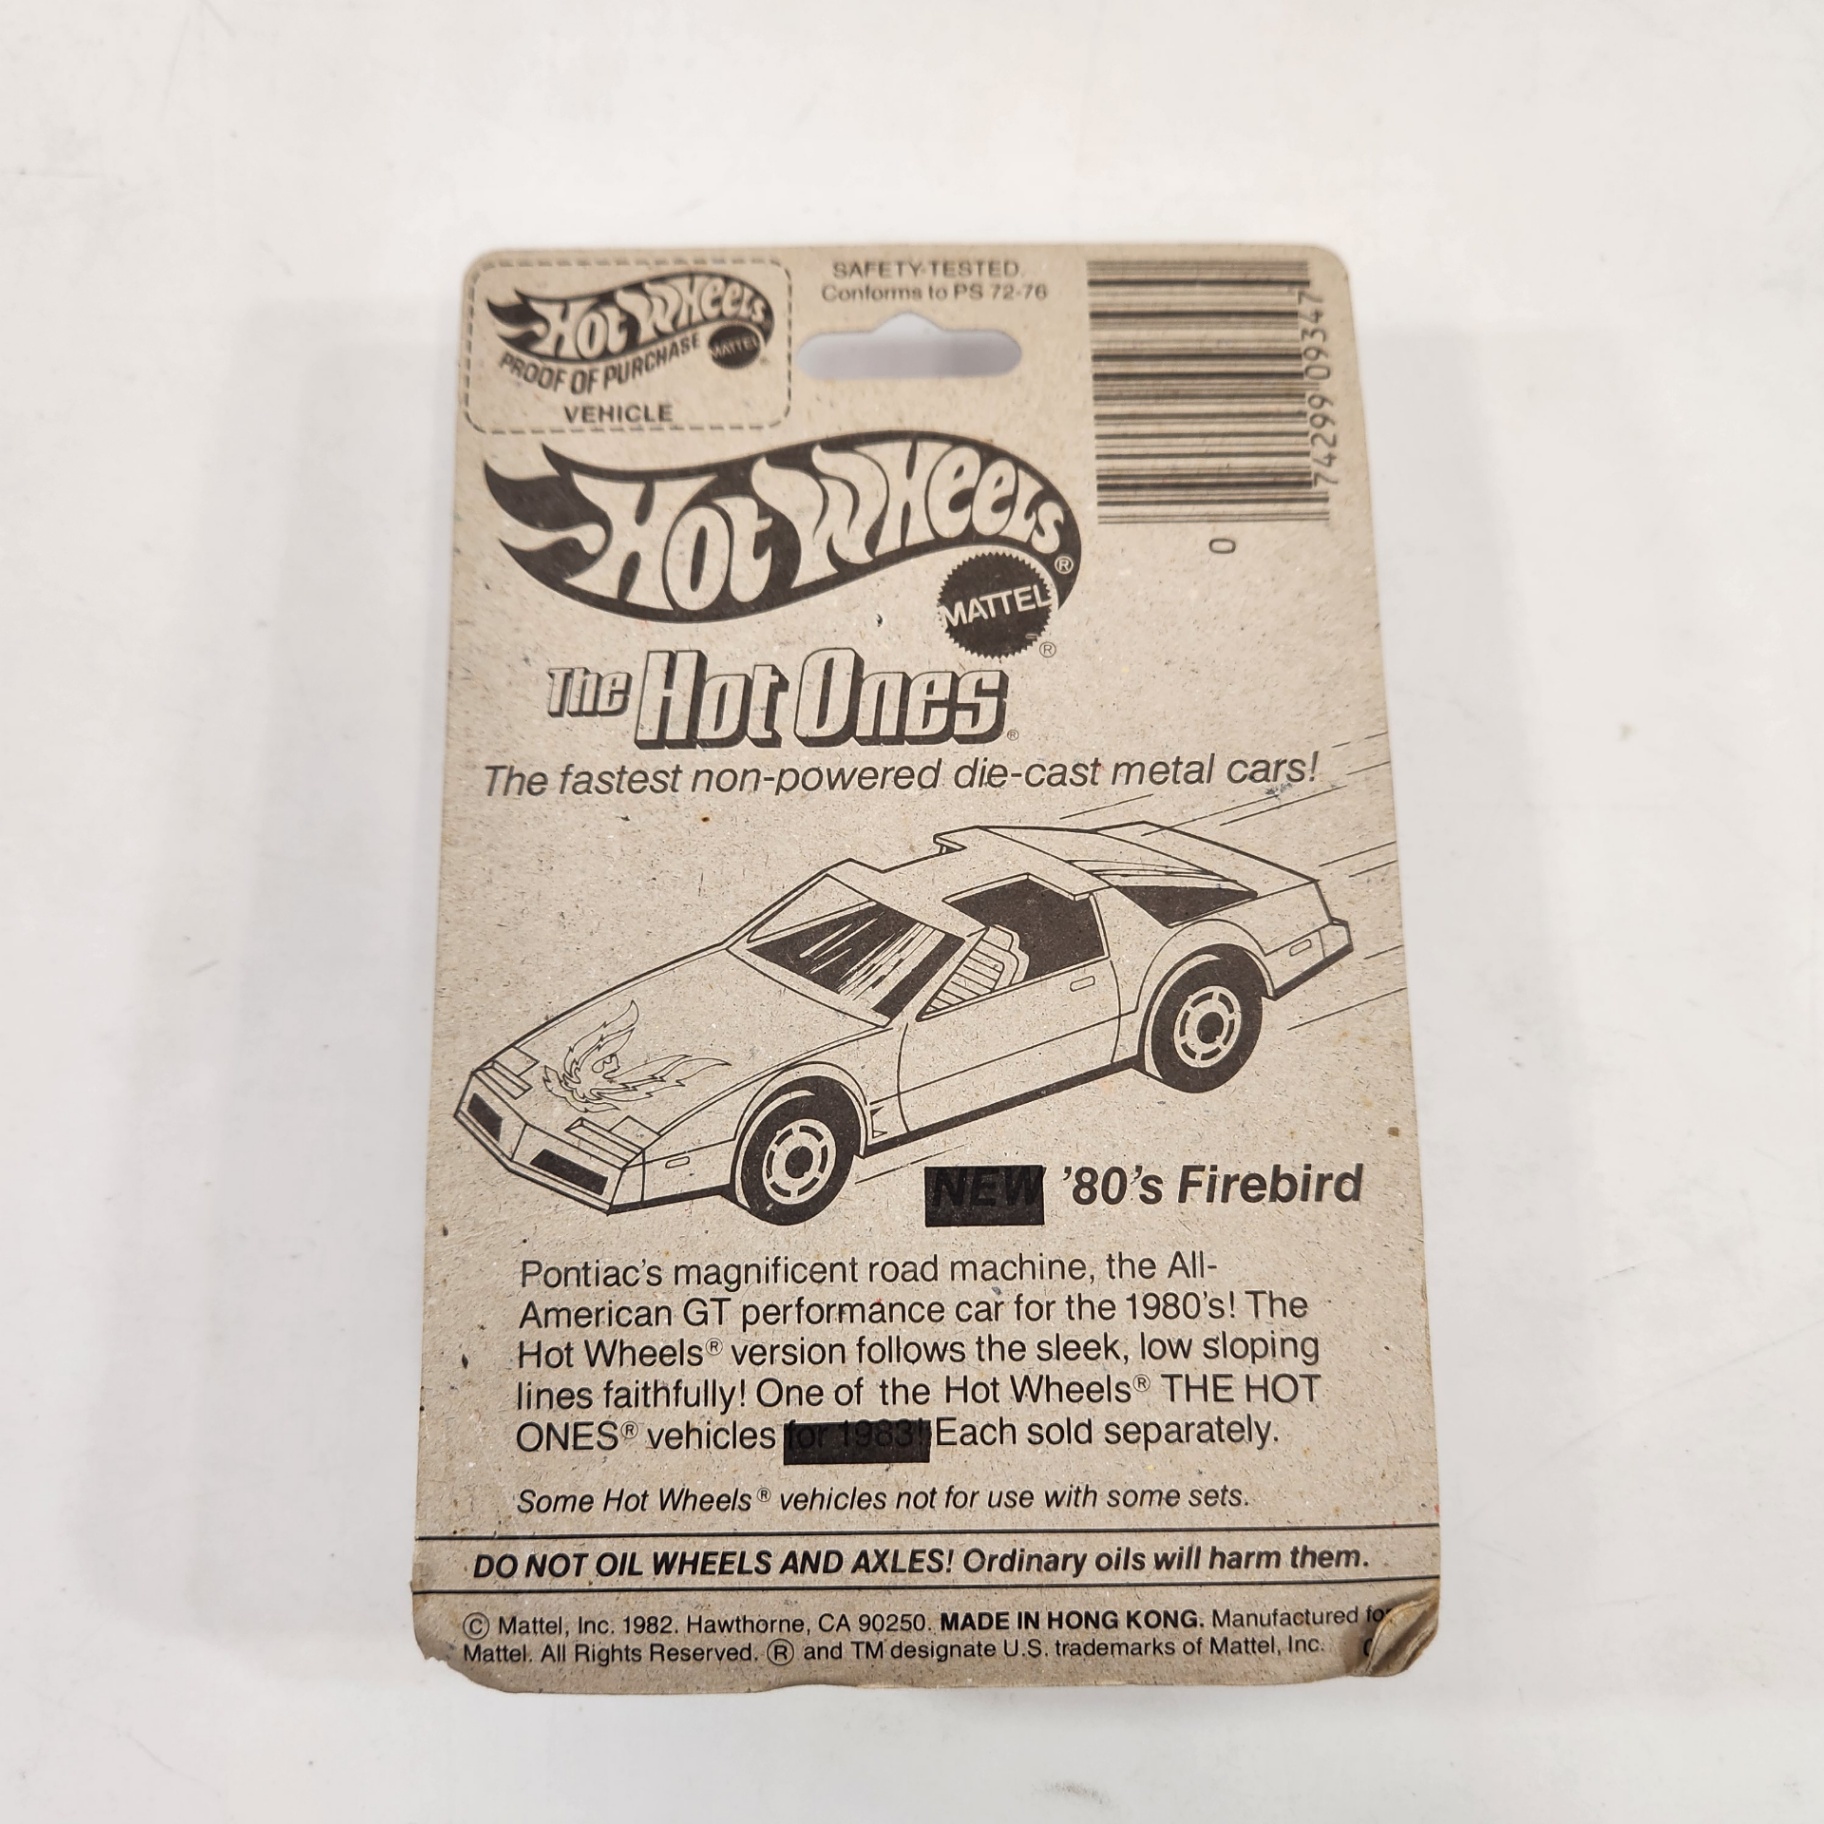 HOT WHEELS
PROOF OF PURCHASE MATTEL
VEHICLE
SAFETY-TESTED.
Conforms to PS 72-76
74299 09347
0
HOT WHEELS®
MATTEL®
The Hot Ones®
The fastest non-powered die-cast metal cars!
NEW '80's Firebird
Pontiac's magnificent road machine, the All-
American GT performance car for the 1980's! The
Hot Wheels® version follows the sleek, low sloping
lines faithfully! One of the Hot Wheels® THE HOT
ONES® vehicles for 1983! Each sold separately.
Some Hot Wheels® vehicles not for use with some sets.
DO NOT OIL WHEELS AND AXLES! Ordinary oils will harm them.
© Mattel, Inc. 1982. Hawthorne, CA 90250. MADE IN HONG KONG. Manufactured for
Mattel. All Rights Reserved. ® and TM designate U.S. trademarks of Mattel, Inc.